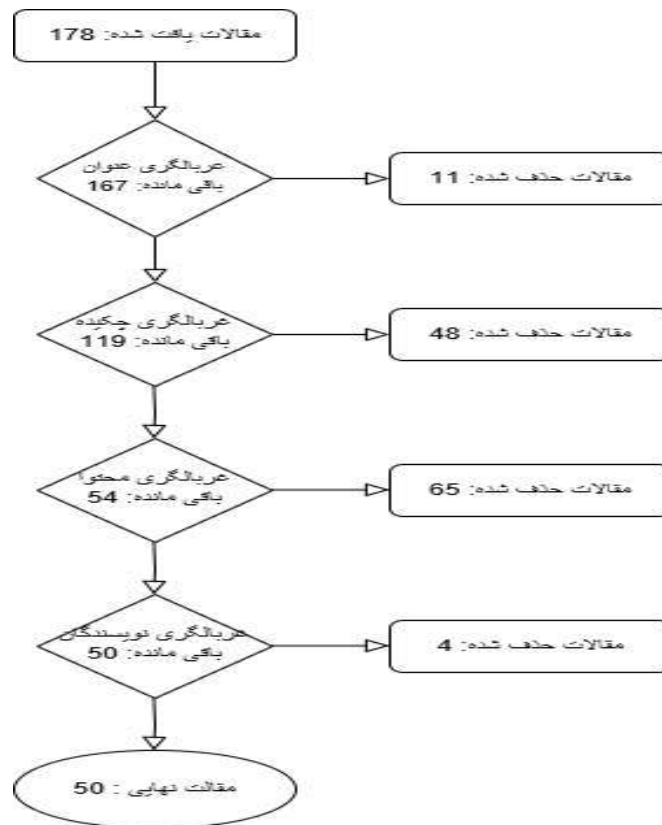 مقالات یافت شده: 178
غربالگری عنوان
باقی مانده: 167
مقالات حذف شده: 11
غربالگری چکیده
باقی مانده: 119
مقالات حذف شده: 48
غربالگری محتوا
باقی مانده: 54
مقالات حذف شده: 65
غربالگری نویسندگان
باقی مانده: 50
مقالات حذف شده: 4
مقالت نهایی : 50